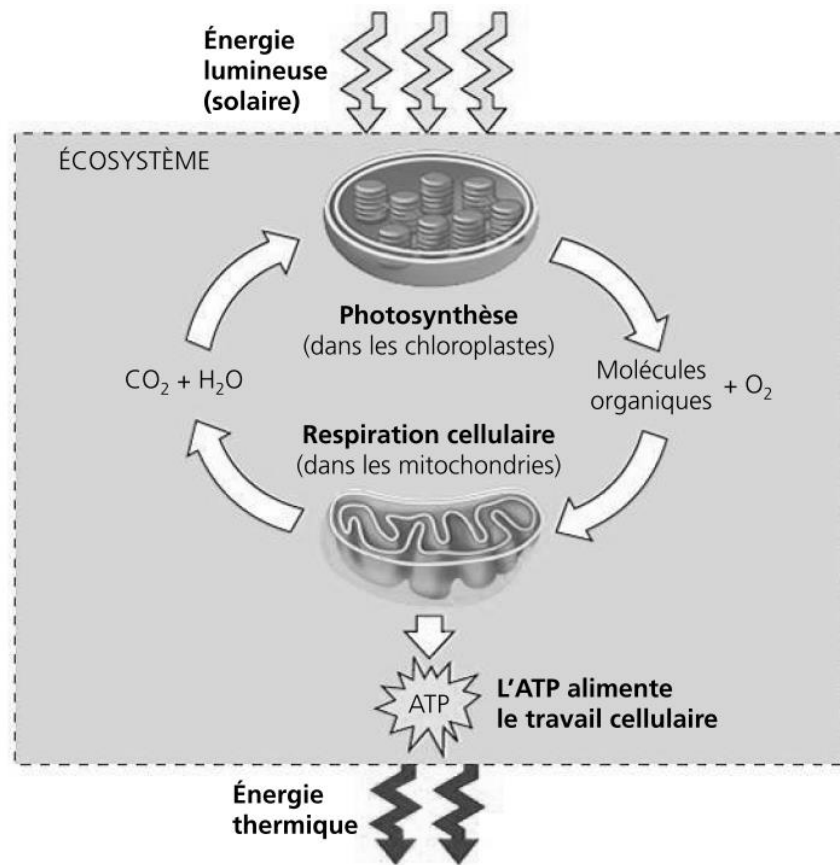 Énergie
lumineuse
(solaire)
ÉCOSYSTÈME
Photosynthèse
(dans les chloroplastes)
CO₂ + H₂O
Molécules
organiques + O₂
Respiration cellulaire
(dans les mitochondries)
ATP
L’ATP alimente
le travail cellulaire
Énergie
thermique